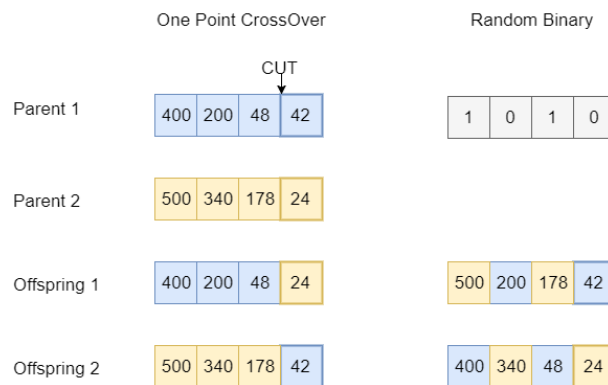 One Point CrossOver Random Binary
CUT
Parent 1 400 200 48 42 1 0 1 0
Parent 2 500 340 178 24
Offspring 1 400 200 48 24 500 200 178 42
Offspring 2 500 340 178 42 400 340 48 24